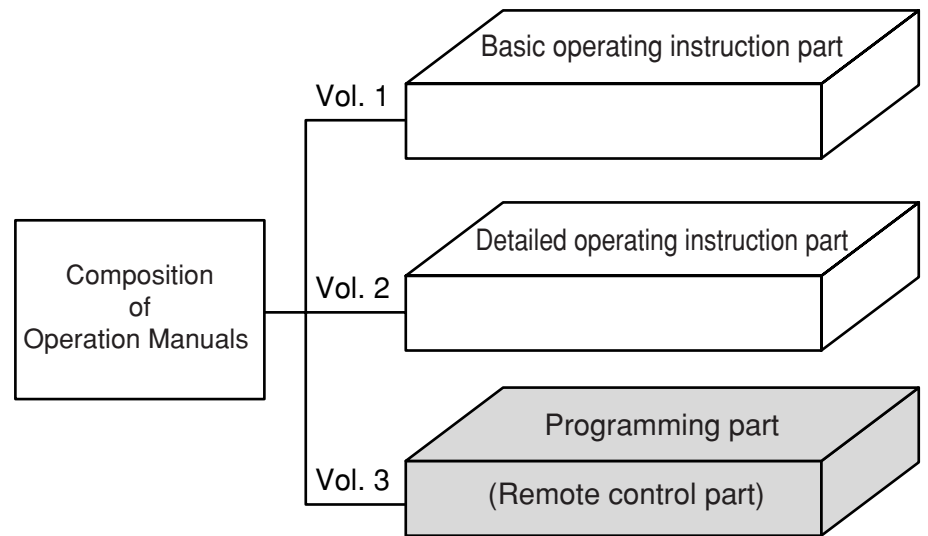 Composition
of
Operation Manuals
Vol. 1
Basic operating instruction part
Vol. 2
Detailed operating instruction part
Vol. 3
Programming part
(Remote control part)